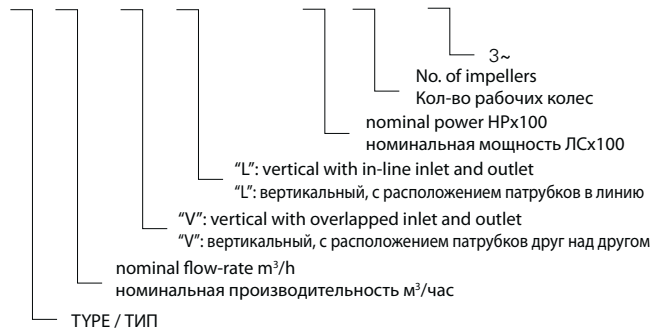 3~
No. of impellers
Кол-во рабочих колес
nominal power HPx100
номинальная мощность ЛСх100
“L”: vertical with in-line inlet and outlet
“L”: вертикальный, с расположением патрубков в линию
“V”: vertical with overlapped inlet and outlet
“V”: вертикальный, с расположением патрубков друг над другом
nominal flow-rate m³/h
номинальная производительность м³/час
TYPE / ТИП